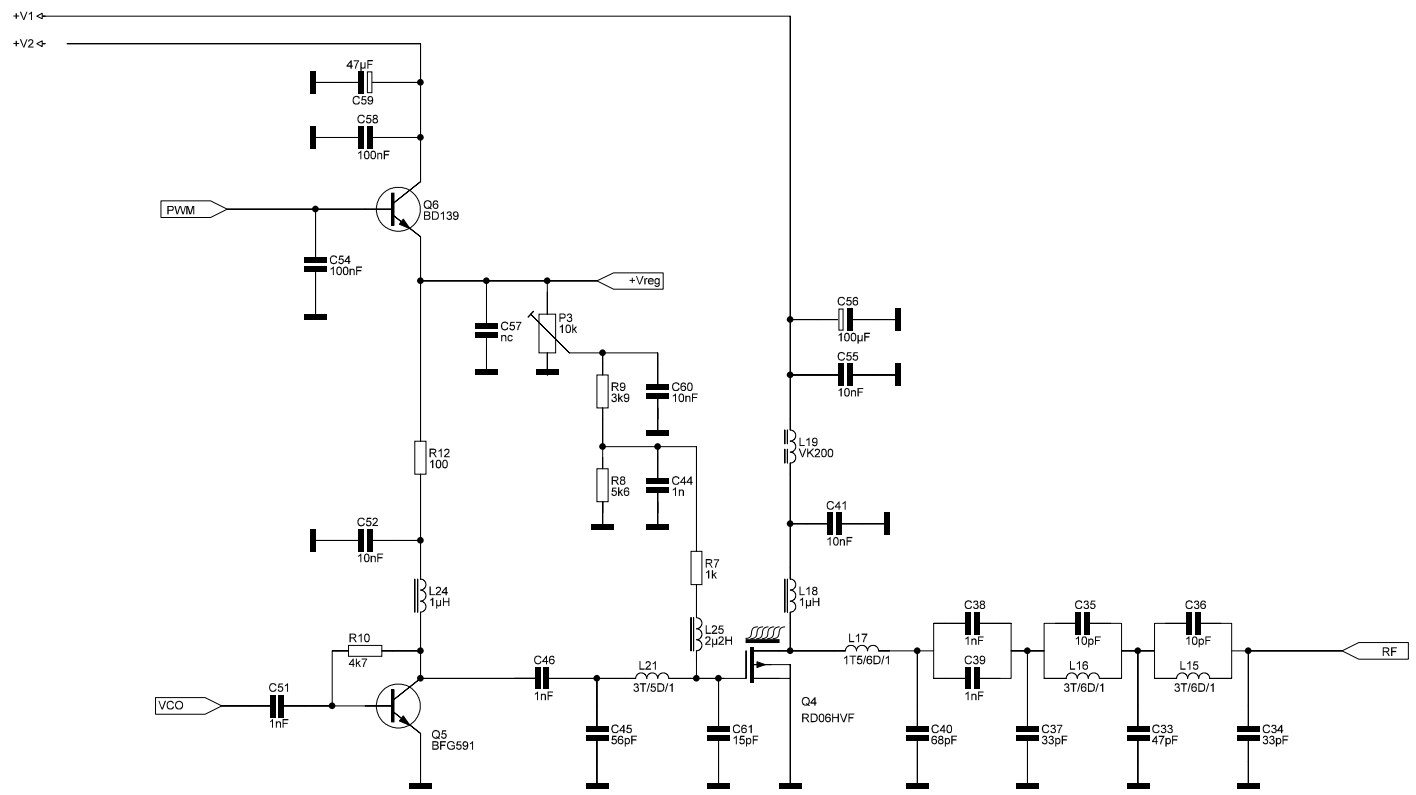 +V1
+V2
47µF
C59
C58
100nF
PWM
Q6
BD139
C54
100nF
+Vreg
C57
nc
P3
10k
C56
100µF
C55
10nF
R9
3k9
C60
10nF
L19
VK200
R12
100
R8
5k6
C44
1n
C52
10nF
C41
10nF
R7
1k
L24
1µH
L18
1µH
L25
2µ2H
R10
4k7
C46
1nF
L21
3T/5D/1
L17
1T5/6D/1
C38
1nF
C39
1nF
C35
10pF
L16
3T/6D/1
C36
10pF
L15
3T/6D/1
RF
VCO
C51
1nF
Q5
BFG591
C45
56pF
C61
15pF
Q4
RD06HVF
C40
68pF
C37
33pF
C33
47pF
C34
33pF